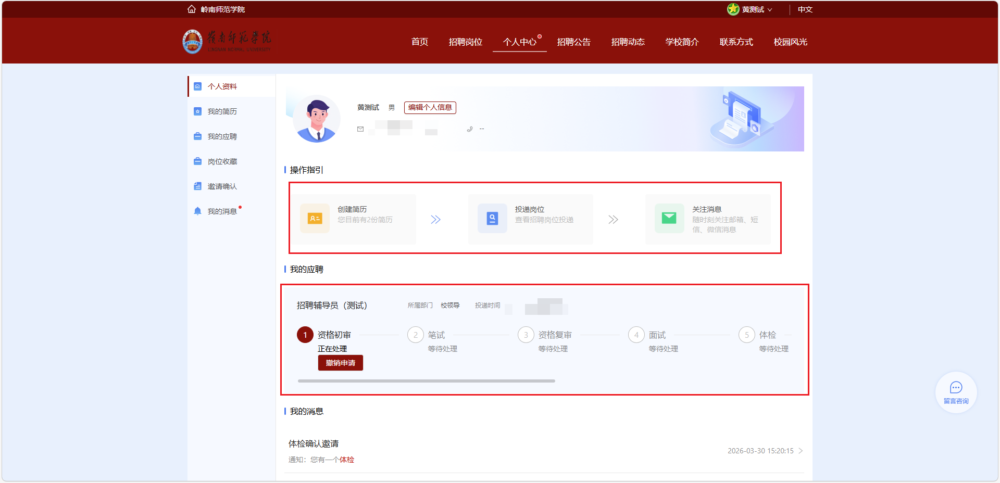 岭南师范学院
黄测试
中文
嶺南师範學院
LINGNAN NORMAL UNIVERSITY
首页
招聘岗位
个人中心
招聘公告
招聘动态
学校简介
联系方式
校园风光
个人资料
我的简历
我的应聘
岗位收藏
邀请确认
我的消息
黄测试 男 编辑个人信息
--
操作指引
创建简历
您目前有2份简历
投递岗位
查看招聘岗位投递
关注消息
随时刻关注邮箱、短
信、微信消息
我的应聘
招聘辅导员（测试） 所属部门 校领导 投递时间
1 资格初审
正在处理
撤销申请
2 笔试
等待处理
3 资格复审
等待处理
4 面试
等待处理
5 体检
等待处理
我的消息
体检确认邀请
通知：您有一个体检
2026-03-30 15:20:15
留言咨询